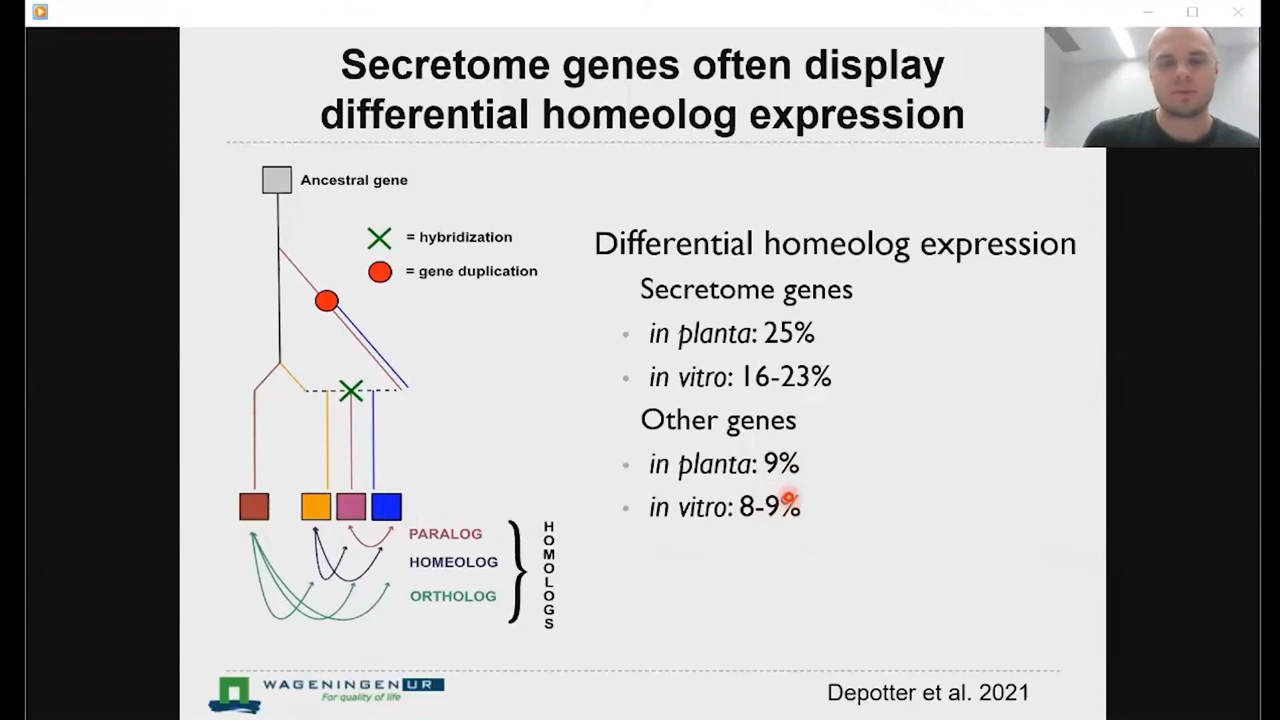 Secretome genes often display
differential homeolog expression
Ancestral gene
= hybridization
= gene duplication
PARALOG
HOMEOLOG
ORTHOLOG
HOMOLOGS
Differential homeolog expression
Secretome genes
• in planta: 25%
• in vitro: 16-23%
Other genes
• in planta: 9%
• in vitro: 8-9%
WAGENINGEN UR
For quality of life
Depotter et al. 2021